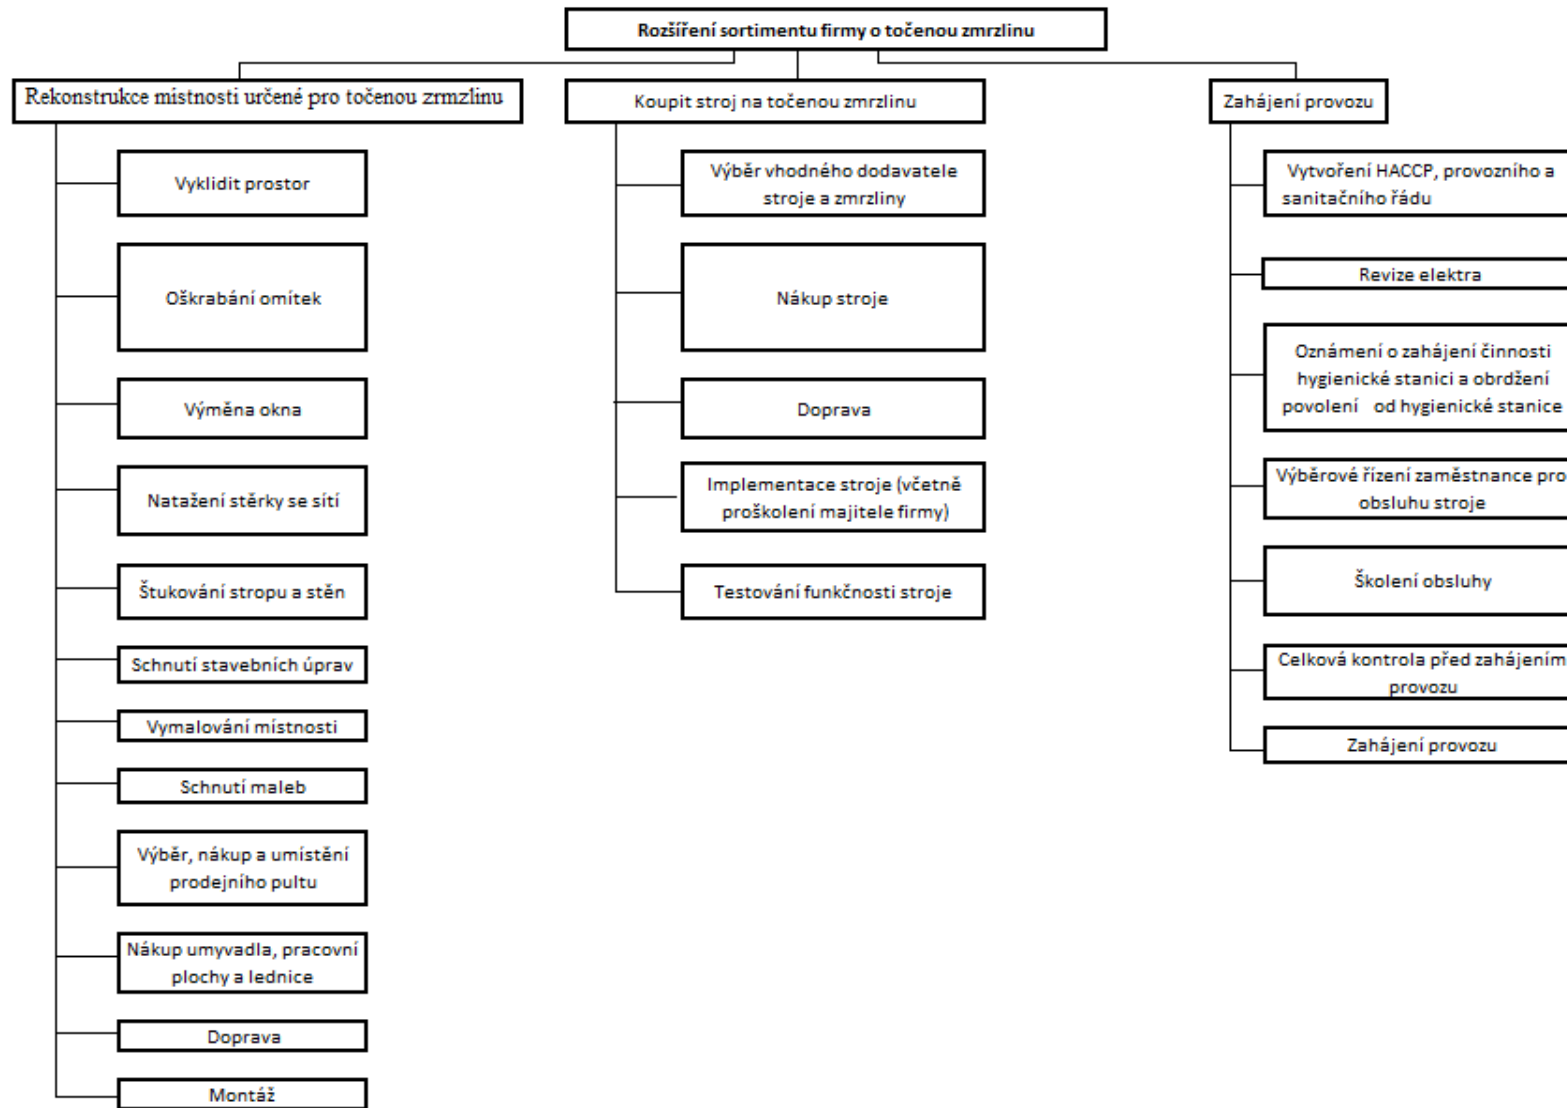 Rozšíření sortimentu firmy o točenou zmrzlinu
Rekonstrukce místnosti určené pro točenou zrmzlinu
Vyklidit prostor
Oškrabání omítek
Výměna okna
Natažení stěrky se sítí
Štukování stropu a stěn
Schnutí stavebních úprav
Vymalování místnosti
Schnutí maleb
Výběr, nákup a umístění
prodejního pultu
Nákup umyvadla, pracovní
plochy a lednice
Doprava
Montáž
Koupit stroj na točenou zmrzlinu
Výběr vhodného dodavatele
stroje a zmrzliny
Nákup stroje
Doprava
Implementace stroje (včetně
proškolení majitele firmy)
Testování funkčnosti stroje
Zahájení provozu
Vytvoření HACCP, provozního a
sanitačního řádu
Revize elektra
Oznámení o zahájení činnosti
hygienické stanici a obrdžení
povolení od hygienické stanice
Výběrové řízení zaměstnance pro
obsluhu stroje
Školení obsluhy
Celková kontrola před zahájením
provozu
Zahájení provozu